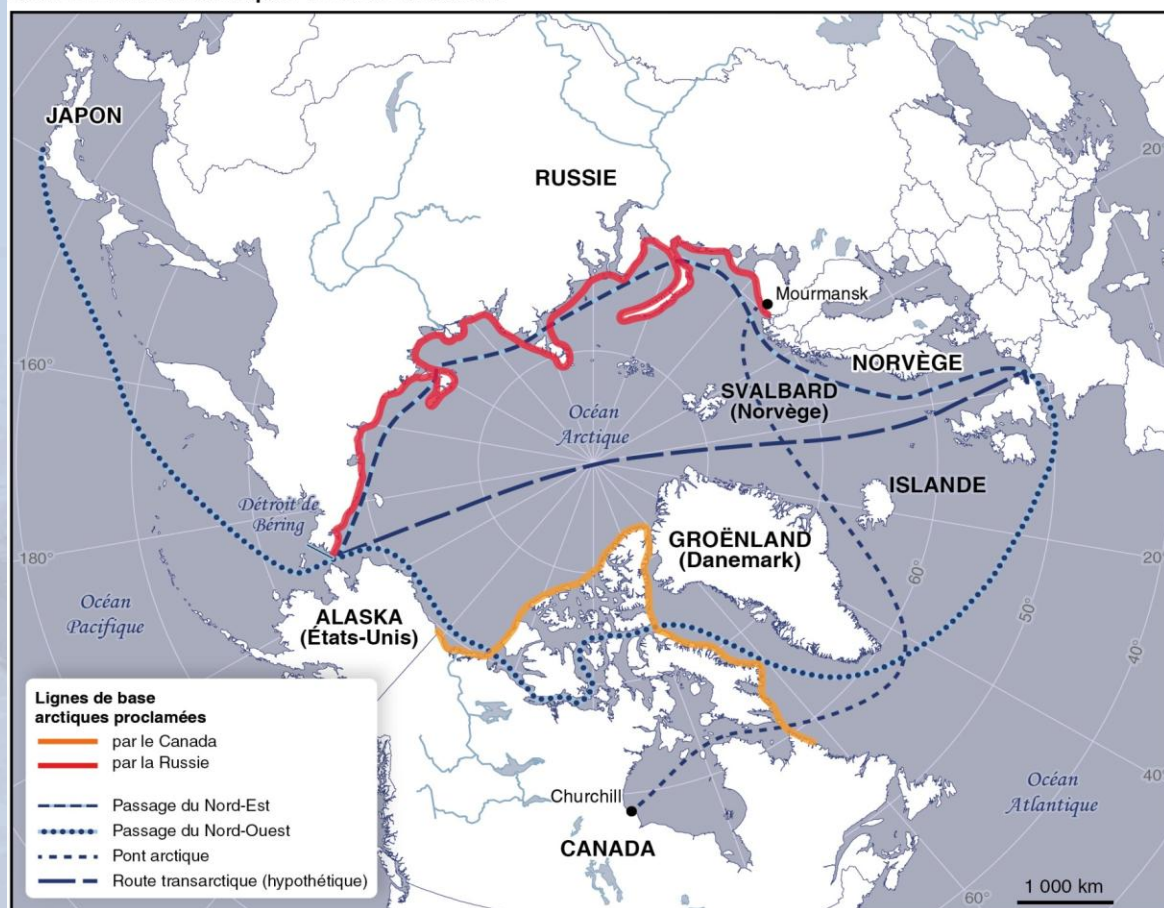 JAPON
RUSSIE
20°
Mourmansk
160°
NORVÈGE
SVALBARD
(Norvège)
Océan
Arctique
ISLANDE
Détroit de
Béring
GROËNLAND
(Danemark)
180°
20°
60°
50°
Océan
Pacifique
ALASKA
(États-Unis)
40°
Lignes de base
arctiques proclamées
par le Canada
par la Russie
Passage du Nord-Est
Passage du Nord-Ouest
Pont arctique
Route transarctique (hypothétique)
Churchill
CANADA
Océan
Atlantique
40°
60°
1 000 km